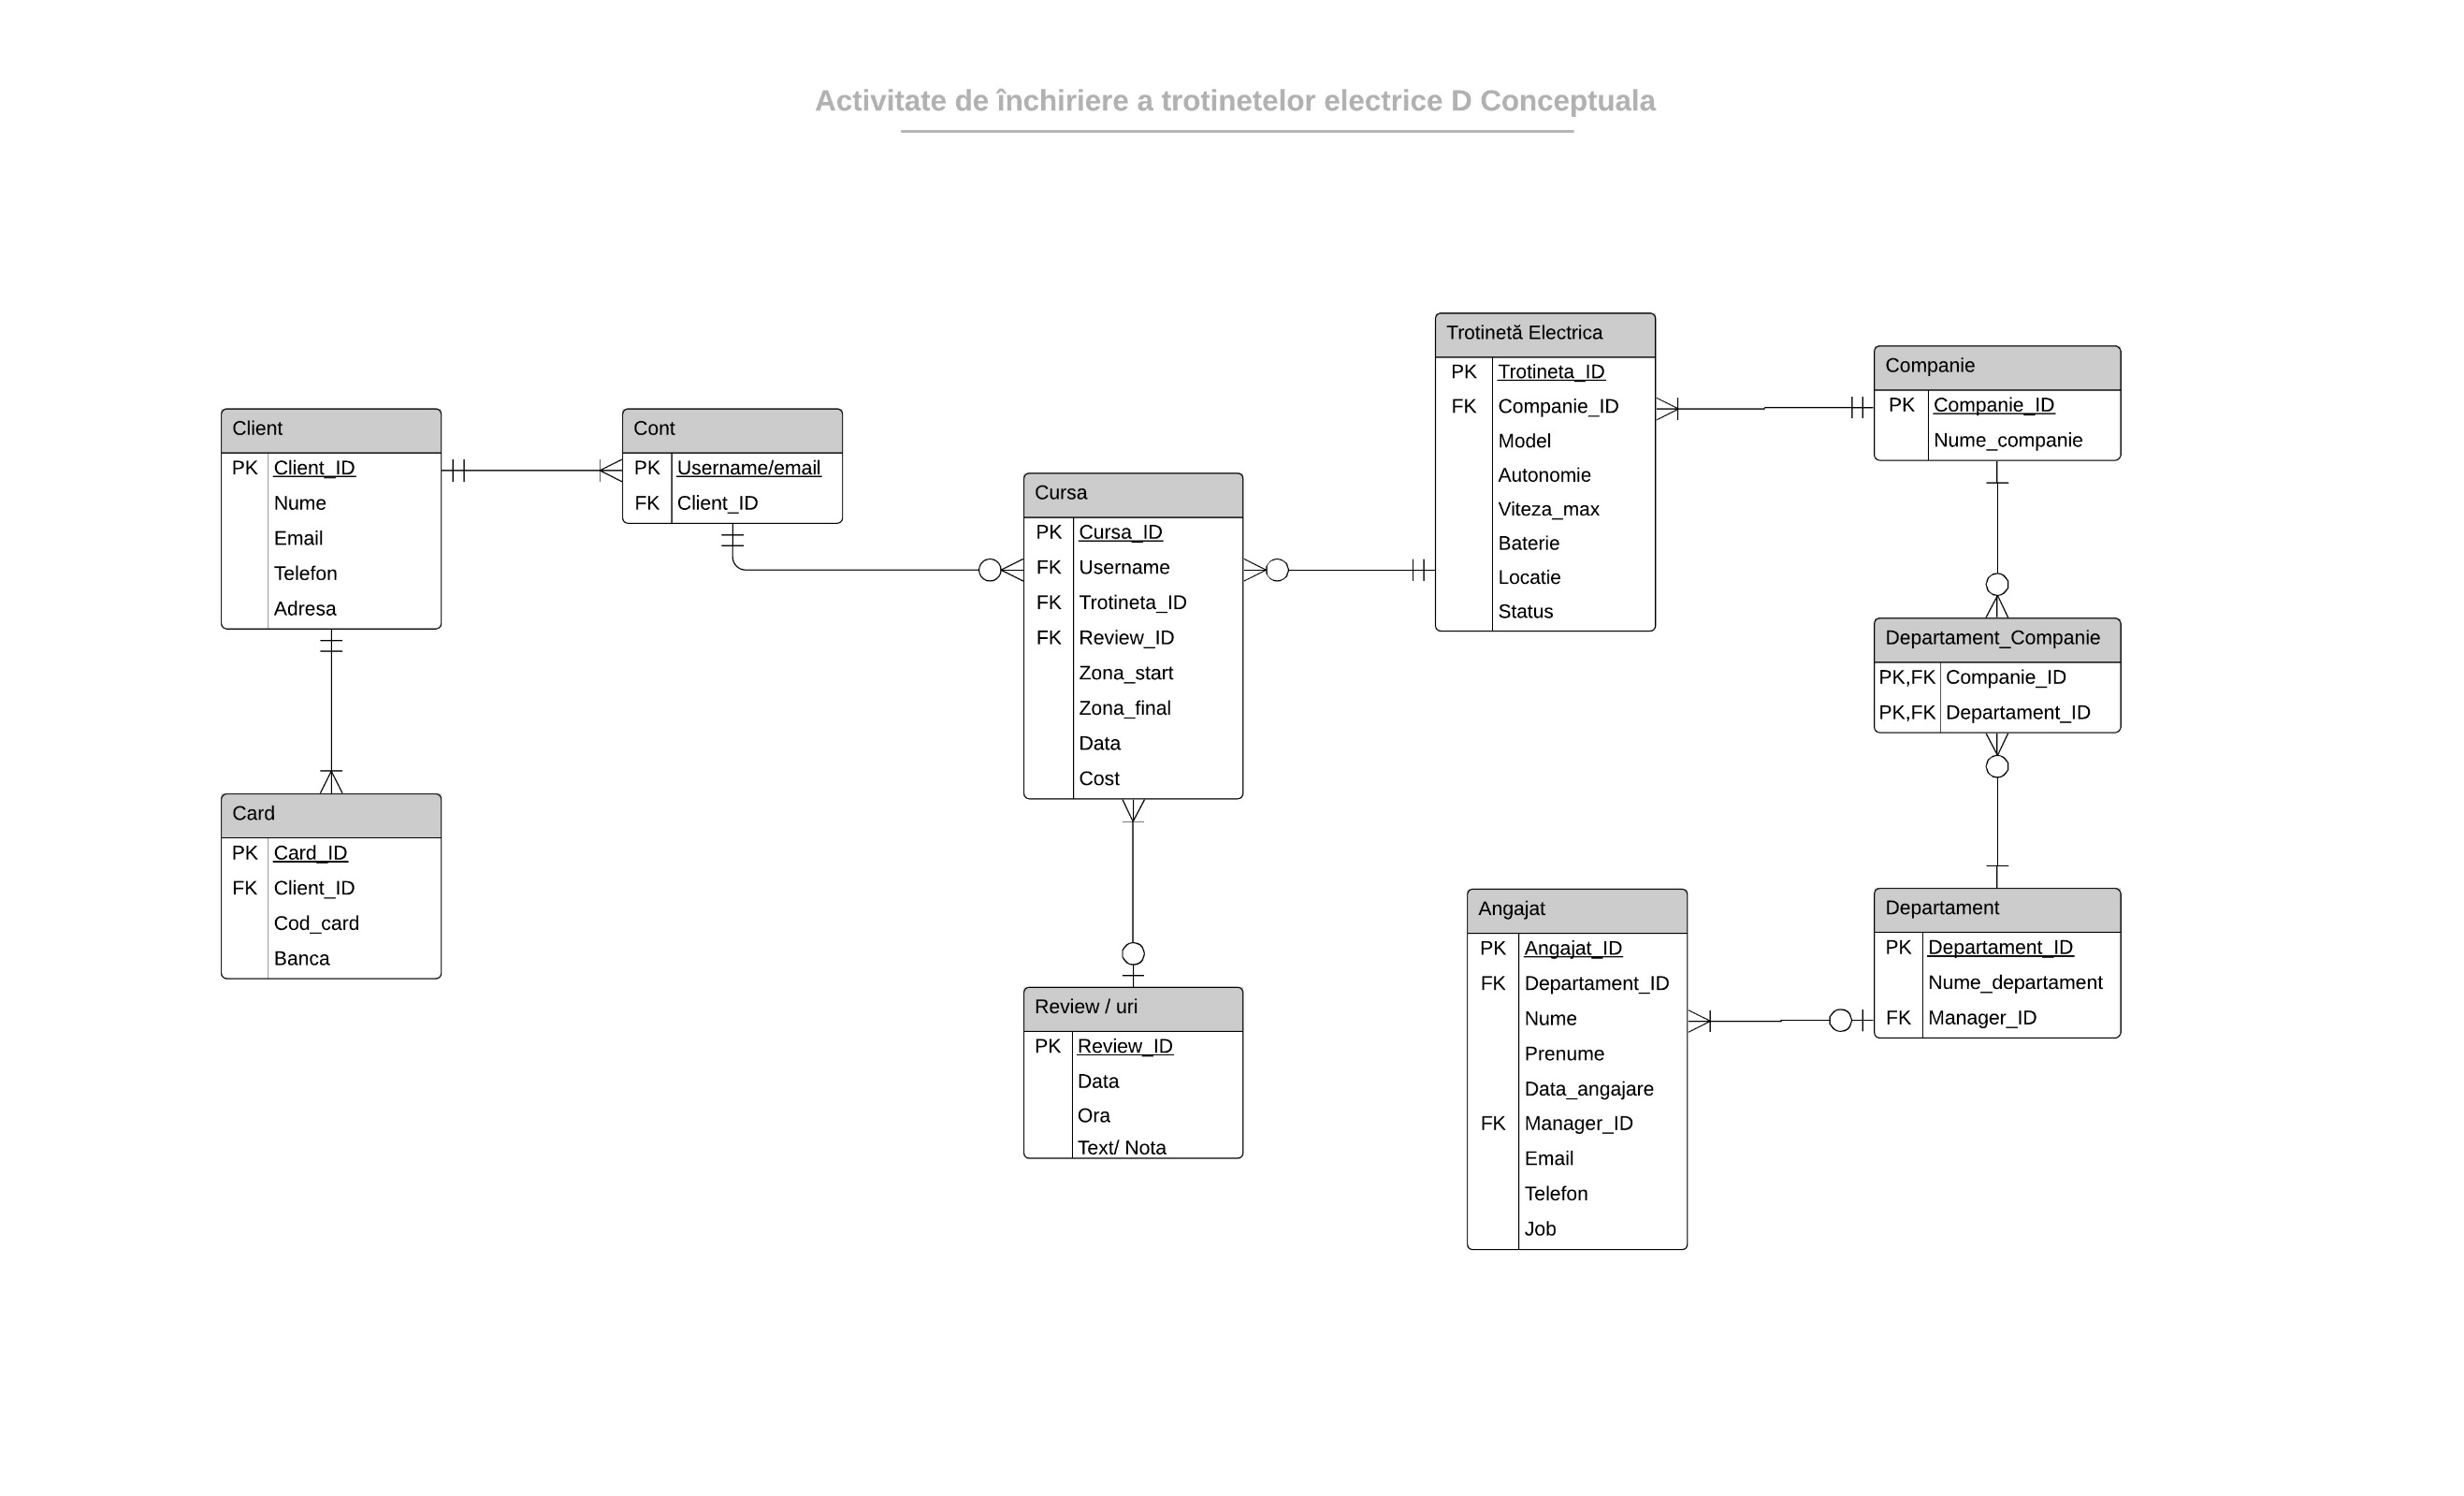 Activitate de închiriere a trotinetelor electrice D Conceptuala
Client
PK Client_ID
Nume
Email
Telefon
Adresa
Cont
PK Username/email
FK Client_ID
Card
PK Card_ID
FK Client_ID
Cod_card
Banca
Cursa
PK Cursa_ID
FK Username
FK Trotineta_ID
FK Review_ID
Zona_start
Zona_final
Data
Cost
Review / uri
PK Review_ID
Data
Ora
Text/ Nota
Trotinetă Electrica
PK Trotineta_ID
FK Companie_ID
Model
Autonomie
Viteza_max
Baterie
Locatie
Status
Companie
PK Companie_ID
Nume_companie
Departament_Companie
PK,FK Companie_ID
PK,FK Departament_ID
Departament
PK Departament_ID
Nume_departament
FK Manager_ID
Angajat
PK Angajat_ID
FK Departament_ID
Nume
Prenume
Data_angajare
FK Manager_ID
Email
Telefon
Job